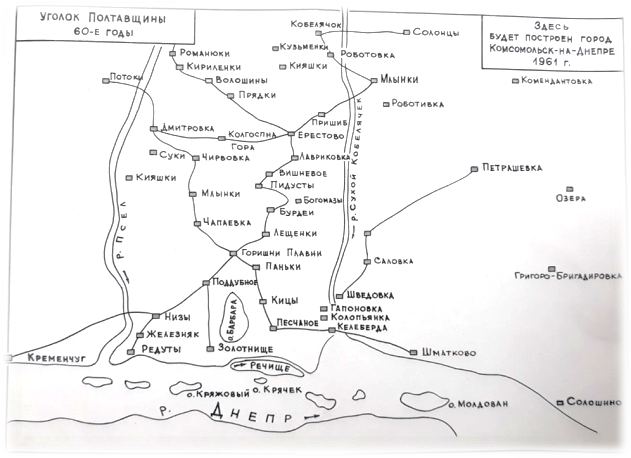 Уголок Полтавщины
60-е годы
Здесь
будет построен город
Комсомольск-на-Днепре
1961 г.
Кобелячок
Солонцы
Кузьменки
Романюки
Роботовка
Кириленки
Кияшки
Потоки
Волошины
Млынки
Комендантовка
Прядки
Роботивка
Пришиб
Дмитровка
Колгоспна
Гора
Ерестово
р. Сухой Кобелячек
Суки
Чирвовка
Лавриковка
Петрашевка
Кияшки
Вишневое
Пидусты
Млынки
Богомазы
Озера
Бурдеи
Чапаевка
р. Псел
Лещенки
Горишни Плавни
Паньки
Саловка
Григоро-Бригадировка
Поддубное
Шведовка
Кицы
Гапоновка
Низы
о. Барбара
Колопьянка
Песчаное
Келеберда
Железняк
Кременчуг
Редуты
Золотнище
Шматково
Речище
о. Кряжовый
о. Крячек
о. Молдован
Солошино
р. Днепр